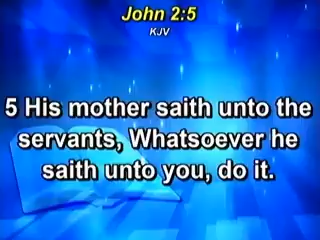 John 2:5
KJV
5 His mother saith unto the
servants, Whatsoever he
saith unto you, do it.